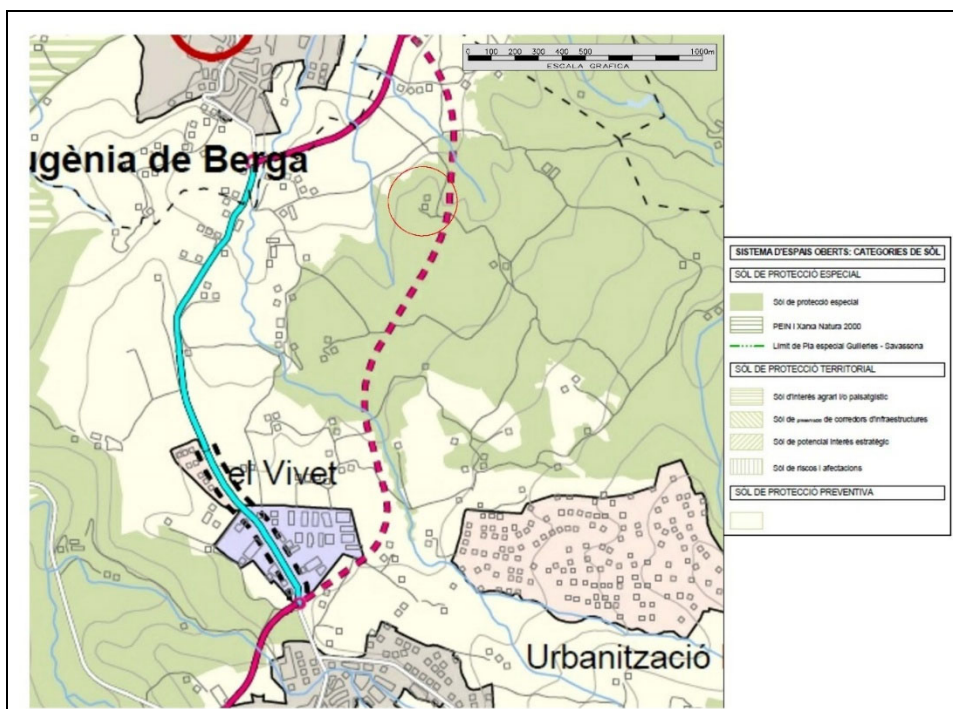 0 100 200 300 400 500 1000m
ESCALA GRAFICA
ugènia de Berga
el Vivet
Urbanització
SISTEMA D'ESPAIS OBERTS: CATEGORIES DE SÒL
SÒL DE PROTECCIÓ ESPECIAL
Sòl de protecció especial
PEIN i Xarxa Natura 2000
Límit de Pla especial Guilleries - Savassona
SÒL DE PROTECCIÓ TERRITORIAL
Sòl d'interès agrari i/o paisatgístic
Sòl de preservació de corredors d'infraestructures
Sòl de potencial interès estratègic
Sòl de riscos i afectacions
SÒL DE PROTECCIÓ PREVENTIVA